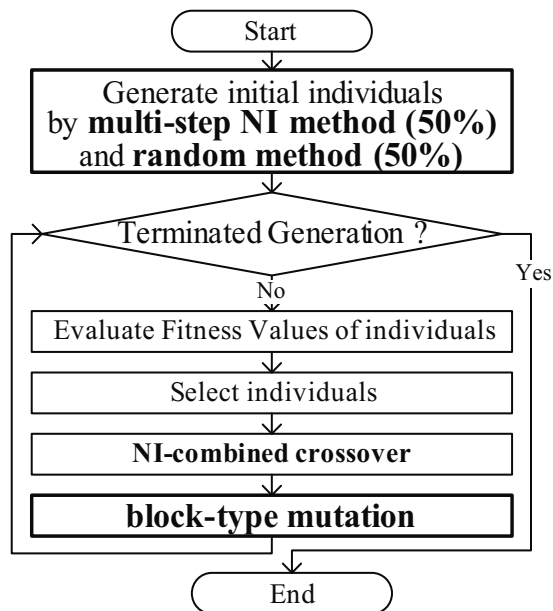 Start
Generate initial individuals
by multi-step NI method (50%)
and random method (50%)
Terminated Generation ?
Yes
No
Evaluate Fitness Values of individuals
Select individuals
NI-combined crossover
block-type mutation
End